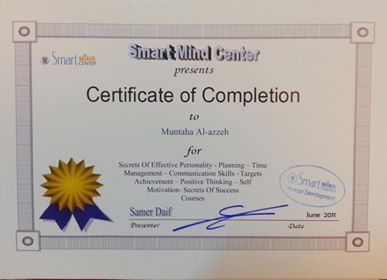 Smart MIND CENTER
Smart Mind Center
presents
Certificate of Completion
to
Muntaha Al-azzeh
for
Secrets Of Effective Personality - Planning – Time
Management – Communication Skills -Targets
Achievement – Positive Thinking – Self
Motivation- Secrets Of Success
Courses
Samer Daif
Presenter
June 2011
Date
Smart MIND CENTER
Human Development